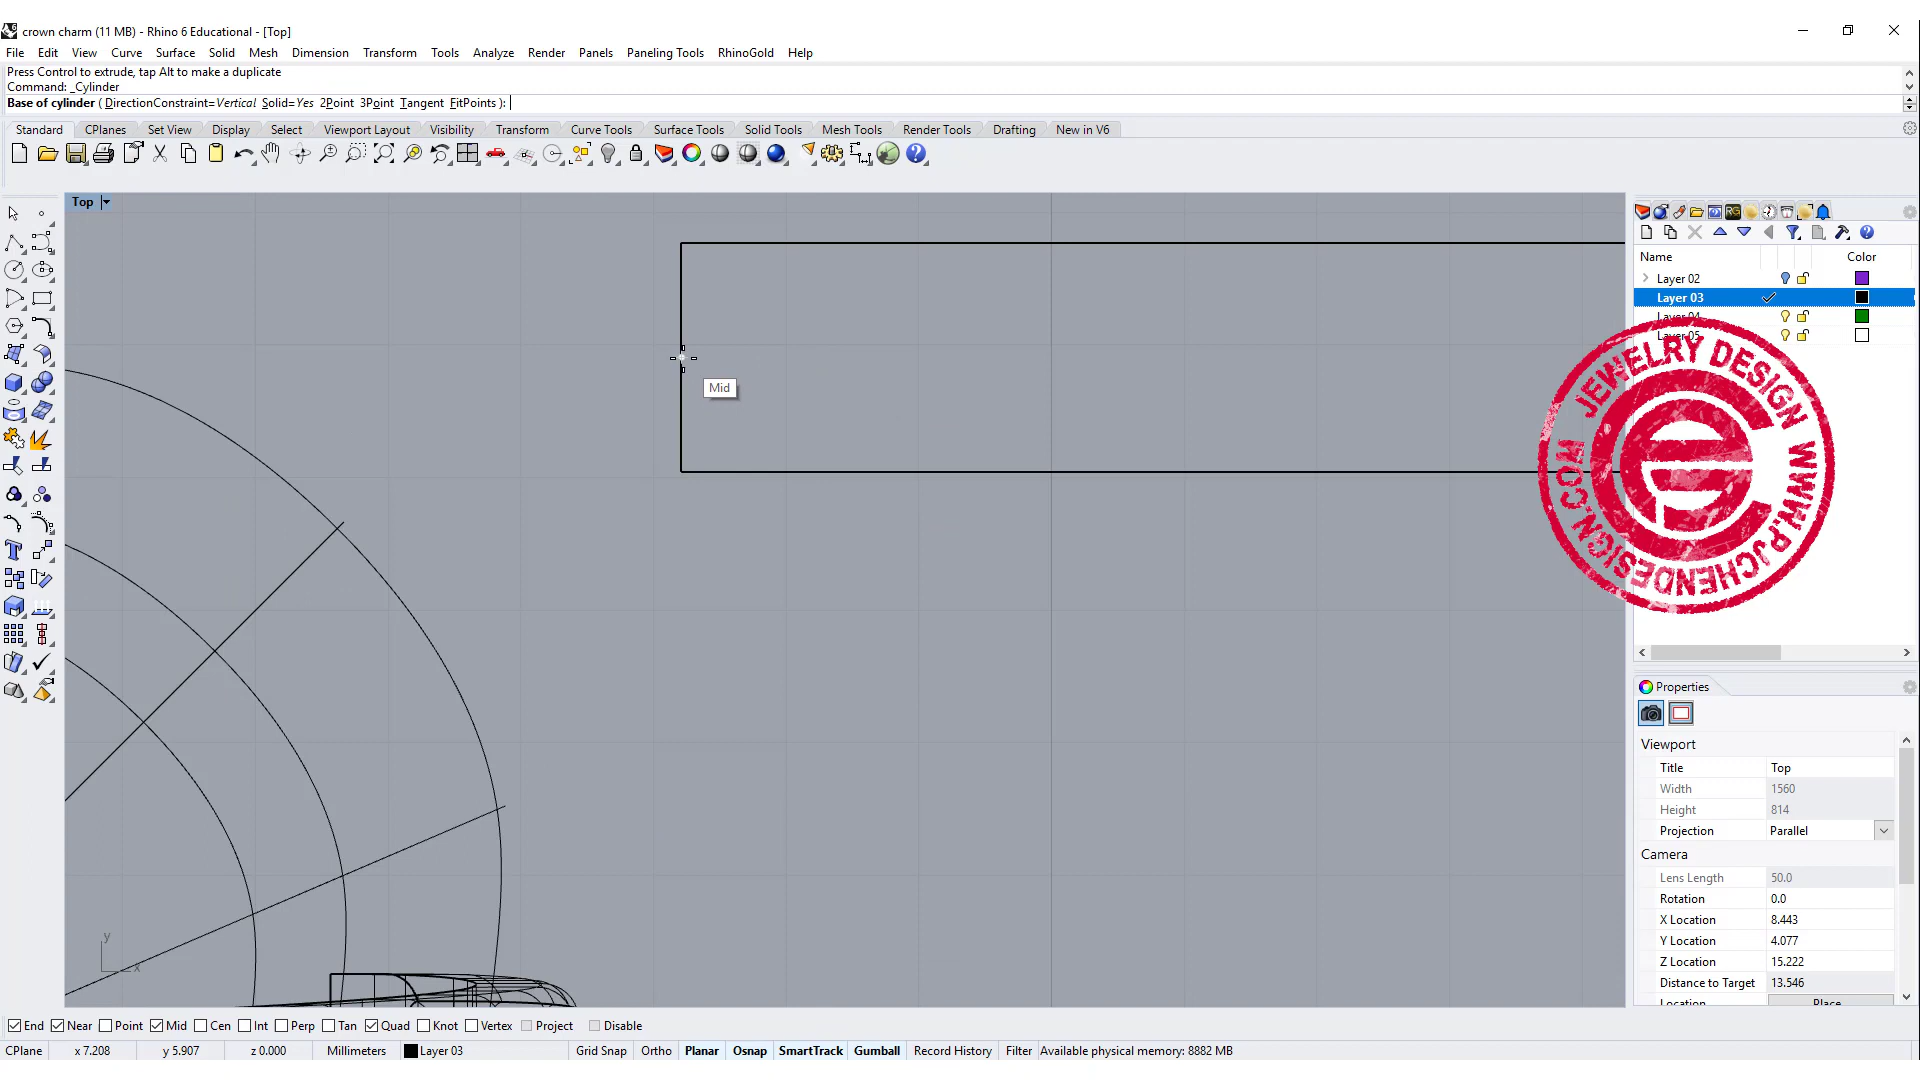 crown charm (11 MB) - Rhino 6 Educational - [Top]
File Edit View Curve Surface Solid Mesh Dimension Transform Tools Analyze Render Panels Paneling Tools RhinoGold Help
Press Control to extrude, tap Alt to make a duplicate
Command: _Cylinder
Base of cylinder ( DirectionConstraint=Vertical Solid=Yes 2Point 3Point Tangent FitPoints ):
Standard CPlanes Set View Display Select Viewport Layout Visibility Transform Curve Tools Surface Tools Solid Tools Mesh Tools Render Tools Drafting New in V6
Top
Name Color
Layer 02
Layer 03
Layer 04
Layer 05
Mid
JEWELRY DESIGN WWW.PJCHENDESIGN.COM
Properties
Viewport
Title Top
Width 1560
Height 814
Projection Parallel
Camera
Lens Length 50.0
Rotation 0.0
X Location 8.443
Y Location 4.077
Z Location 15.222
Distance to Target 13.546
Location Place
y
x
End Near Point Mid Cen Int Perp Tan Quad Knot Vertex Project Disable
CPlane x 7.208 y 5.907 z 0.000 Millimeters Layer 03 Grid Snap Ortho Planar Osnap SmartTrack Gumball Record History Filter Available physical memory: 8882 MB